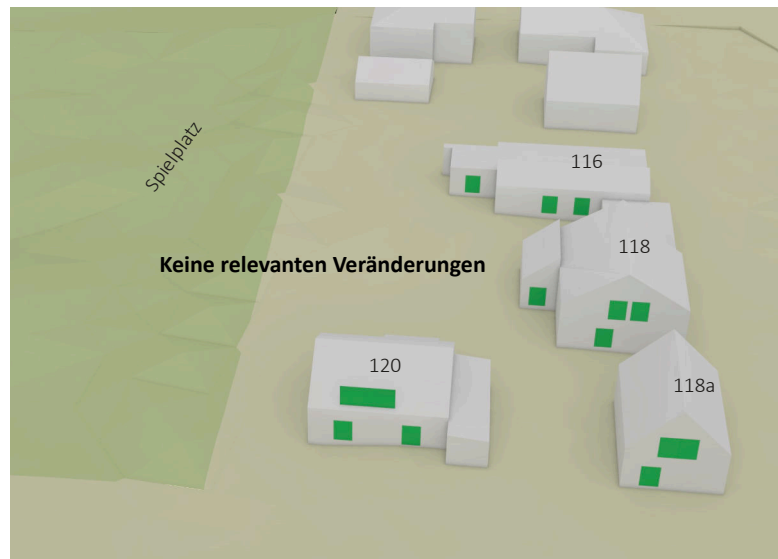 Spielplatz
116
118
Keine relevanten Veränderungen
120
118a